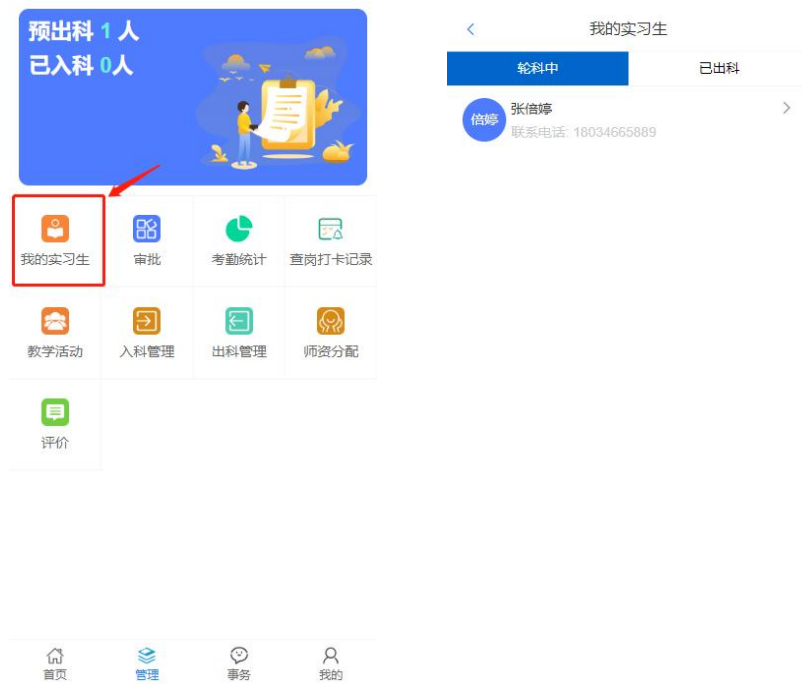 预出科 1 人
已入科 0人
我的实习生
审批
考勤统计
查岗打卡记录
教学活动
入科管理
出科管理
师资分配
评价
首页
管理
事务
我的
我的实习生
轮科中
已出科
倍婷
张倍婷
联系电话: 18034665889